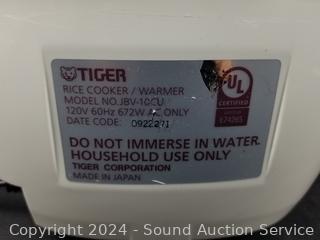 TIGER
RICE COOKER / WARMER
MODEL NO.JBV-10CU
120V 60Hz 672W AC ONLY
DATE CODE:
UL
CERTIFIED
E74265
DO NOT IMMERSE IN WATER.
HOUSEHOLD USE ONLY
TIGER CORPORATION
MADE IN JAPAN
Copyright 2024 - Sound Auction Service